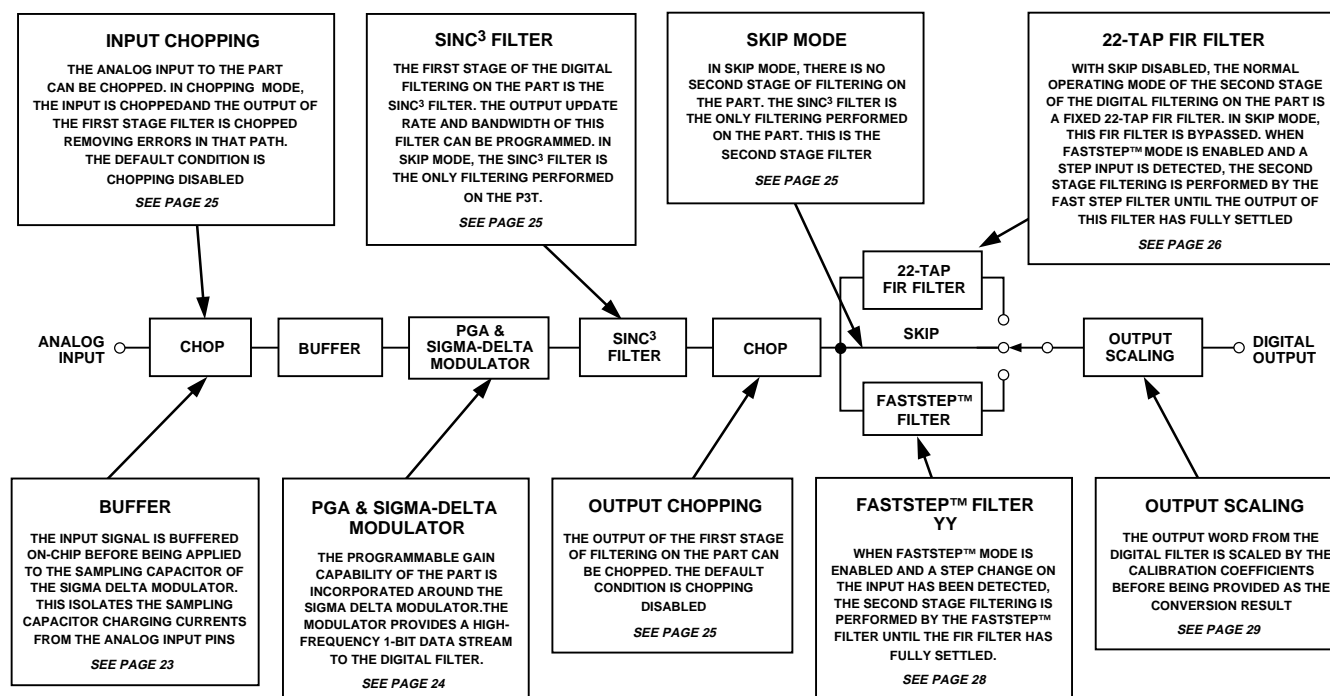 INPUT CHOPPING
THE ANALOG INPUT TO THE PART
CAN BE CHOPPED. IN CHOPPING MODE,
THE INPUT IS CHOPPEDAND THE OUTPUT OF
THE FIRST STAGE FILTER IS CHOPPED
REMOVING ERRORS IN THAT PATH.
THE DEFAULT CONDITION IS
CHOPPING DISABLED
SEE PAGE 25
SINC³ FILTER
THE FIRST STAGE OF THE DIGITAL
FILTERING ON THE PART IS THE
SINC³ FILTER. THE OUTPUT UPDATE
RATE AND BANDWIDTH OF THIS
FILTER CAN BE PROGRAMMED. IN
SKIP MODE, THE SINC³ FILTER IS
THE ONLY FILTERING PERFORMED
ON THE P3T.
SEE PAGE 25
SKIP MODE
IN SKIP MODE, THERE IS NO
SECOND STAGE OF FILTERING ON
THE PART. THE SINC³ FILTER IS
THE ONLY FILTERING PERFORMED
ON THE PART. THIS IS THE
SECOND STAGE FILTER
SEE PAGE 25
22-TAP FIR FILTER
WITH SKIP DISABLED, THE NORMAL
OPERATING MODE OF THE SECOND STAGE
OF THE DIGITAL FILTERING ON THE PART IS
A FIXED 22-TAP FIR FILTER. IN SKIP MODE,
THIS FIR FILTER IS BYPASSED. WHEN
FASTSTEP™ MODE IS ENABLED AND A
STEP INPUT IS DETECTED, THE SECOND
STAGE FILTERING IS PERFORMED BY THE
FAST STEP FILTER UNTIL THE OUTPUT OF
THIS FILTER HAS FULLY SETTLED
SEE PAGE 26
ANALOG
INPUT
CHOP
BUFFER
PGA &
SIGMA-DELTA
MODULATOR
SINC³
FILTER
CHOP
22-TAP
FIR FILTER
SKIP
FASTSTEP™
FILTER
OUTPUT
SCALING
DIGITAL
OUTPUT
BUFFER
THE INPUT SIGNAL IS BUFFERED
ON-CHIP BEFORE BEING APPLIED
TO THE SAMPLING CAPACITOR OF
THE SIGMA DELTA MODULATOR.
THIS ISOLATES THE SAMPLING
CAPACITOR CHARGING CURRENTS
FROM THE ANALOG INPUT PINS
SEE PAGE 23
PGA & SIGMA-DELTA
MODULATOR
THE PROGRAMMABLE GAIN
CAPABILITY OF THE PART IS
INCORPORATED AROUND THE
SIGMA DELTA MODULATOR.THE
MODULATOR PROVIDES A HIGH-
FREQUENCY 1-BIT DATA STREAM
TO THE DIGITAL FILTER.
SEE PAGE 24
OUTPUT CHOPPING
THE OUTPUT OF THE FIRST STAGE
OF FILTERING ON THE PART CAN
BE CHOPPED. THE DEFAULT
CONDITION IS CHOPPING
DISABLED
SEE PAGE 25
FASTSTEP™ FILTER
YY
WHEN FASTSTEP™ MODE IS
ENABLED AND A STEP CHANGE ON
THE INPUT HAS BEEN DETECTED,
THE SECOND STAGE FILTERING IS
PERFORMED BY THE FASTSTEP™
FILTER UNTIL THE FIR FILTER HAS
FULLY SETTLED.
SEE PAGE 28
OUTPUT SCALING
THE OUTPUT WORD FROM THE
DIGITAL FILTER IS SCALED BY THE
CALIBRATION COEFFICIENTS
BEFORE BEING PROVIDED AS THE
CONVERSION RESULT
SEE PAGE 29